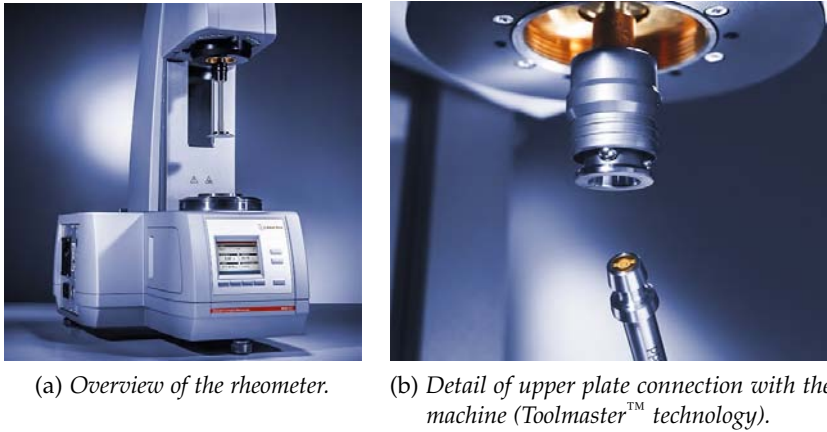 (a) Overview of the rheometer.
(b) Detail of upper plate connection with the
machine (Toolmaster™ technology).